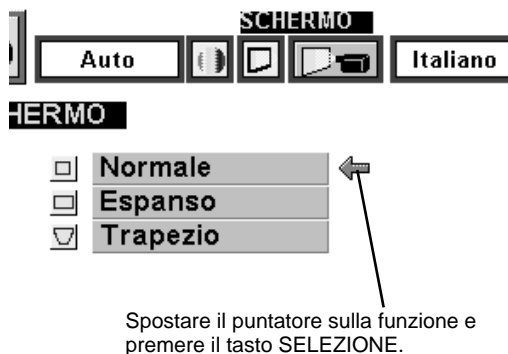 SCHERMO
Auto Italiano
HERMO
Normale
Espanso
Trapezio
Spostare il puntatore sulla funzione e
premere il tasto SELEZIONE.